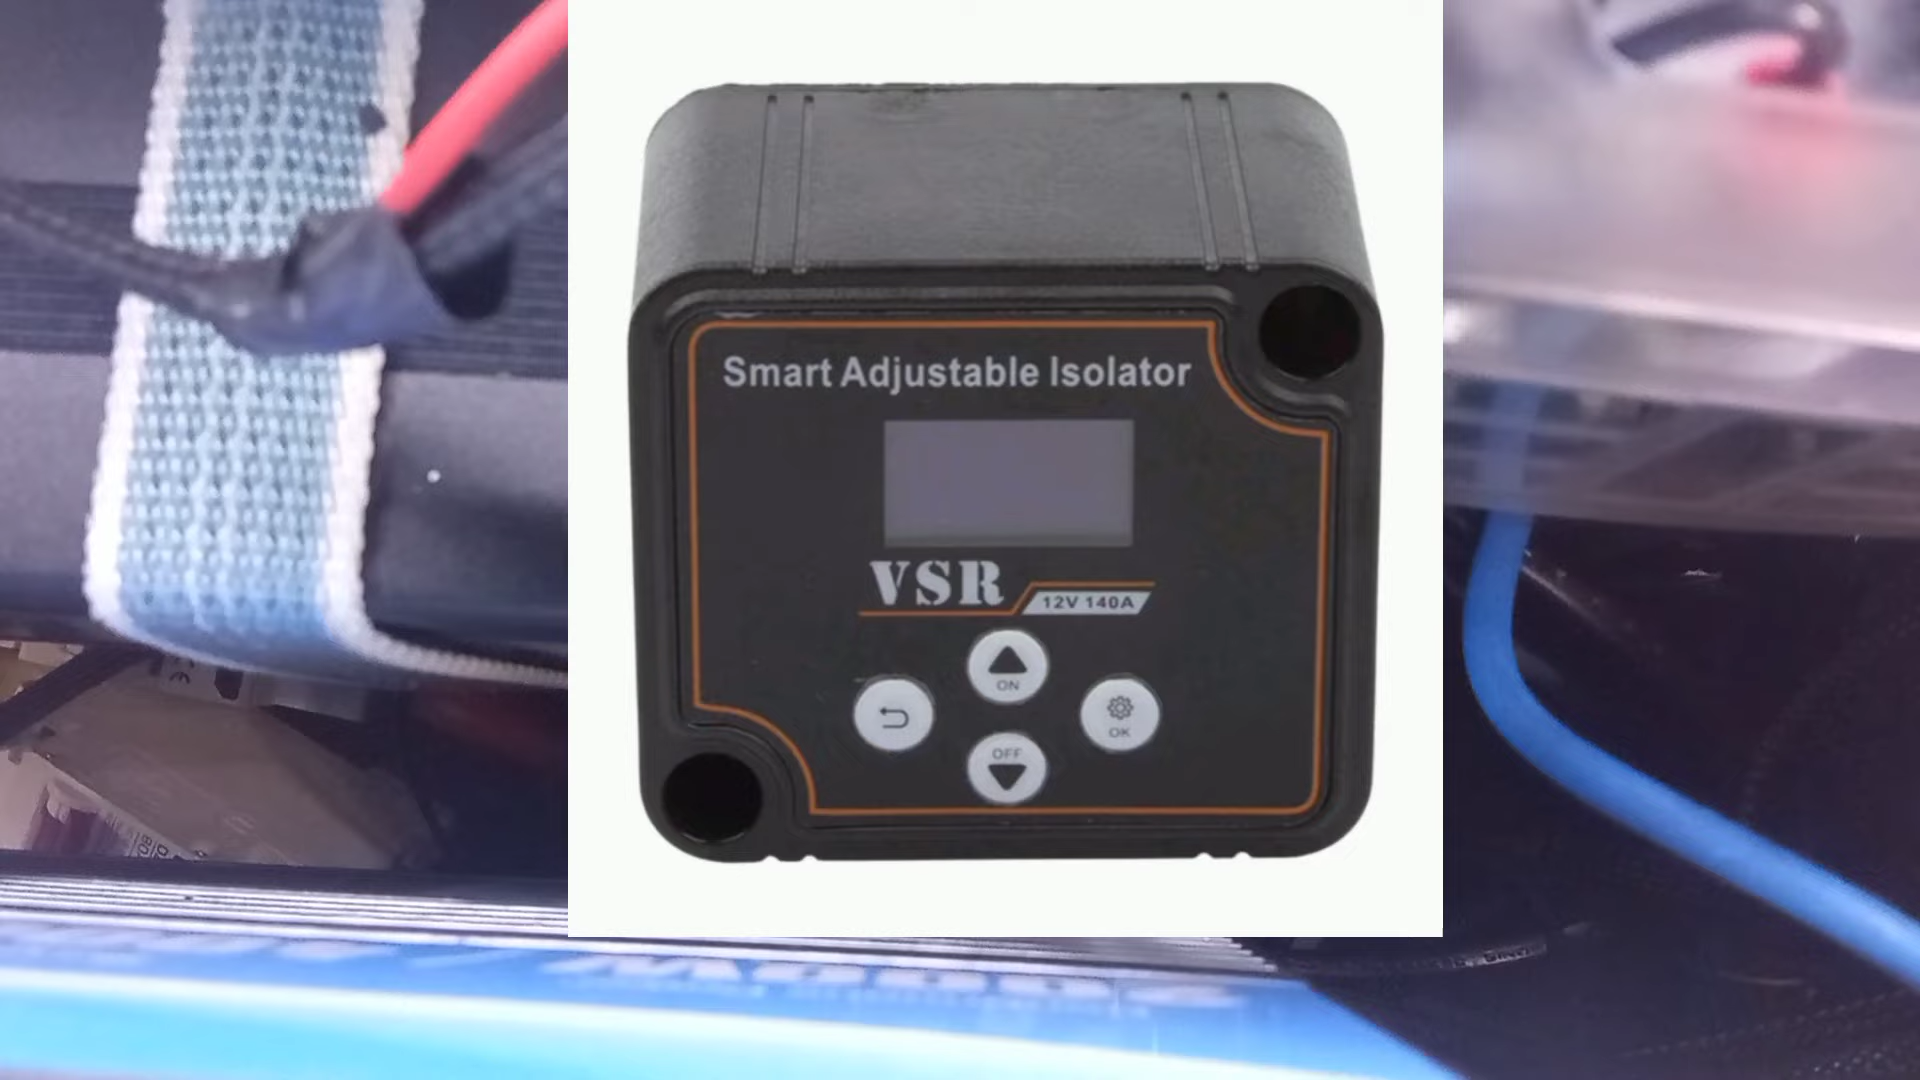 Smart Adjustable Isolator
VSR
12V 140A
ON
OK
OFF